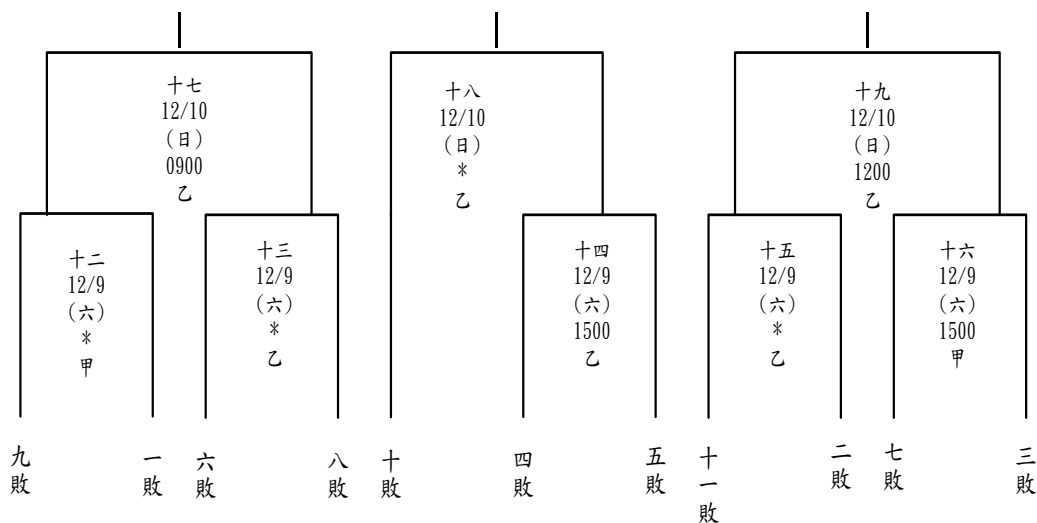 十七
12/10
(日)
0900
乙
十八
12/10
(日)
*
乙
十九
12/10
(日)
1200
乙
十二
12/9
(六)
*
甲
十三
12/9
(六)
*
乙
十四
12/9
(六)
1500
乙
十五
12/9
(六)
*
乙
十六
12/9
(六)
1500
甲
九敗
一敗
六敗
八敗
十敗
四敗
五敗
十一敗
二敗
七敗
三敗